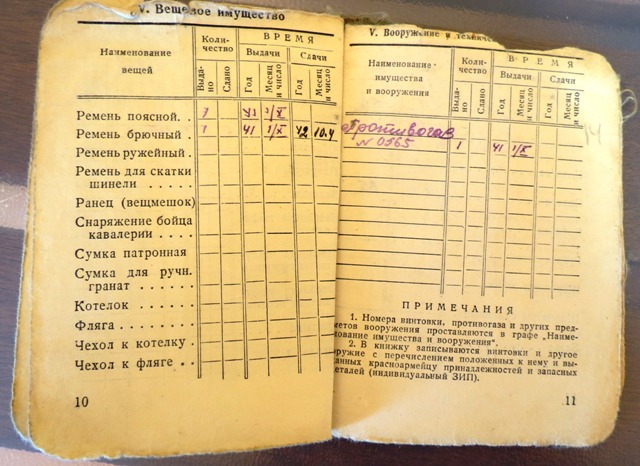 V. Вещевое имущество
Наименование вещей
Количество
ВРЕМЯ
Выдачи
Сдачи
Выдано
Сдано
Год
Месяц и число
Год
Месяц и число
Ремень поясной . . 1 41 1/X
Ремень брючный . 1 41 1/X 42 10.4
Ремень ружейный .
Ремень для скатки
шинели . . . . .
Ранец (вещмешок)
Снаряжение бойца
кавалерии . . . .
Сумка патронная
Сумка для ручн.
гранат . . . . .
Котелок . . . . .
Фляга . . . . . .
Чехол к котелку .
Чехол к фляге . .
10
V. Вооружение и техниче
Наименование имущества и вооружения
Количество
ВРЕМЯ
Выдачи
Сдачи
Выдано
Сдано
Год
Месяц и число
Год
Месяц и число
14
Противогаз
N 0565 1 41 1/X
ПРИМЕЧАНИЯ
1. Номера винтовки, противогаза и других пред-
метов вооружения проставляются в графе „Наиме-
нование имущества и вооружения".
2. В книжку записываются винтовки и другое
оружие с перечислением положенных к нему и вы-
данных красноармейцу принадлежностей и запасных
деталей (индивидуальный ЗИП).
11